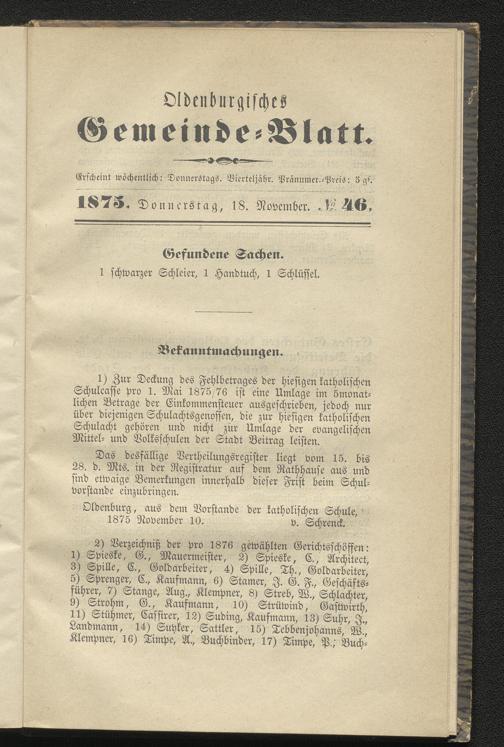 Oldenburgisches
Gemeinde-Blatt.
Erscheint wöchentlich: Donnerstags. Vierteljähr. Pränumer.-Preis: 5 gſ.
1875. Donnerstag, 18. November. № 46.
Gefundene Sachen.
1 schwarzer Schleier, 1 Handtuch, 1 Schlüssel.
Bekanntmachungen.
1) Zur Deckung des Fehlbetrages der hiesigen katholischen
Schulcasse pro 1. Mai 1875/76 ist eine Umlage im 5monat-
lichen Betrage der Einkommensteuer ausgeschrieben, jedoch nur
über diejenigen Schulachtsgenossen, die zur hiesigen katholischen
Schulacht gehören und nicht zur Umlage der evangelischen
Mittel- und Volksschulen der Stadt Beitrag leisten.
Das desfällige Vertheilungsregister liegt vom 15. bis
28. d. Mts. in der Registratur auf dem Rathhause aus und
sind etwaige Bemerkungen innerhalb dieser Frist beim Schul-
vorstande einzubringen.
Oldenburg, aus dem Vorstande der katholischen Schule,
1875 November 10. v. Schrenck.
2) Verzeichniß der pro 1876 gewählten Gerichtsschöffen:
1) Spieske, G., Mauermeister, 2) Spieske, C., Architect,
3) Spille, C., Goldarbeiter, 4) Spille, Th., Goldarbeiter,
5) Sprenger, C., Kaufmann, 6) Stamer, J. G. F., Geschäfts-
führer, 7) Stange, Aug., Klempner, 8) Streb, W., Schlachter,
9) Strohm, G., Kaufmann, 10) Strüwind, Gastwirth,
11) Stühmer, Cassirer, 12) Suding, Kaufmann, 13) Suhr, J.,
Landmann, 14) Suyker, Sattler, 15) Tebbenjohanns, W.,
Klempner, 16) Timpe, A., Buchbinder, 17) Timpe, P., Buch-